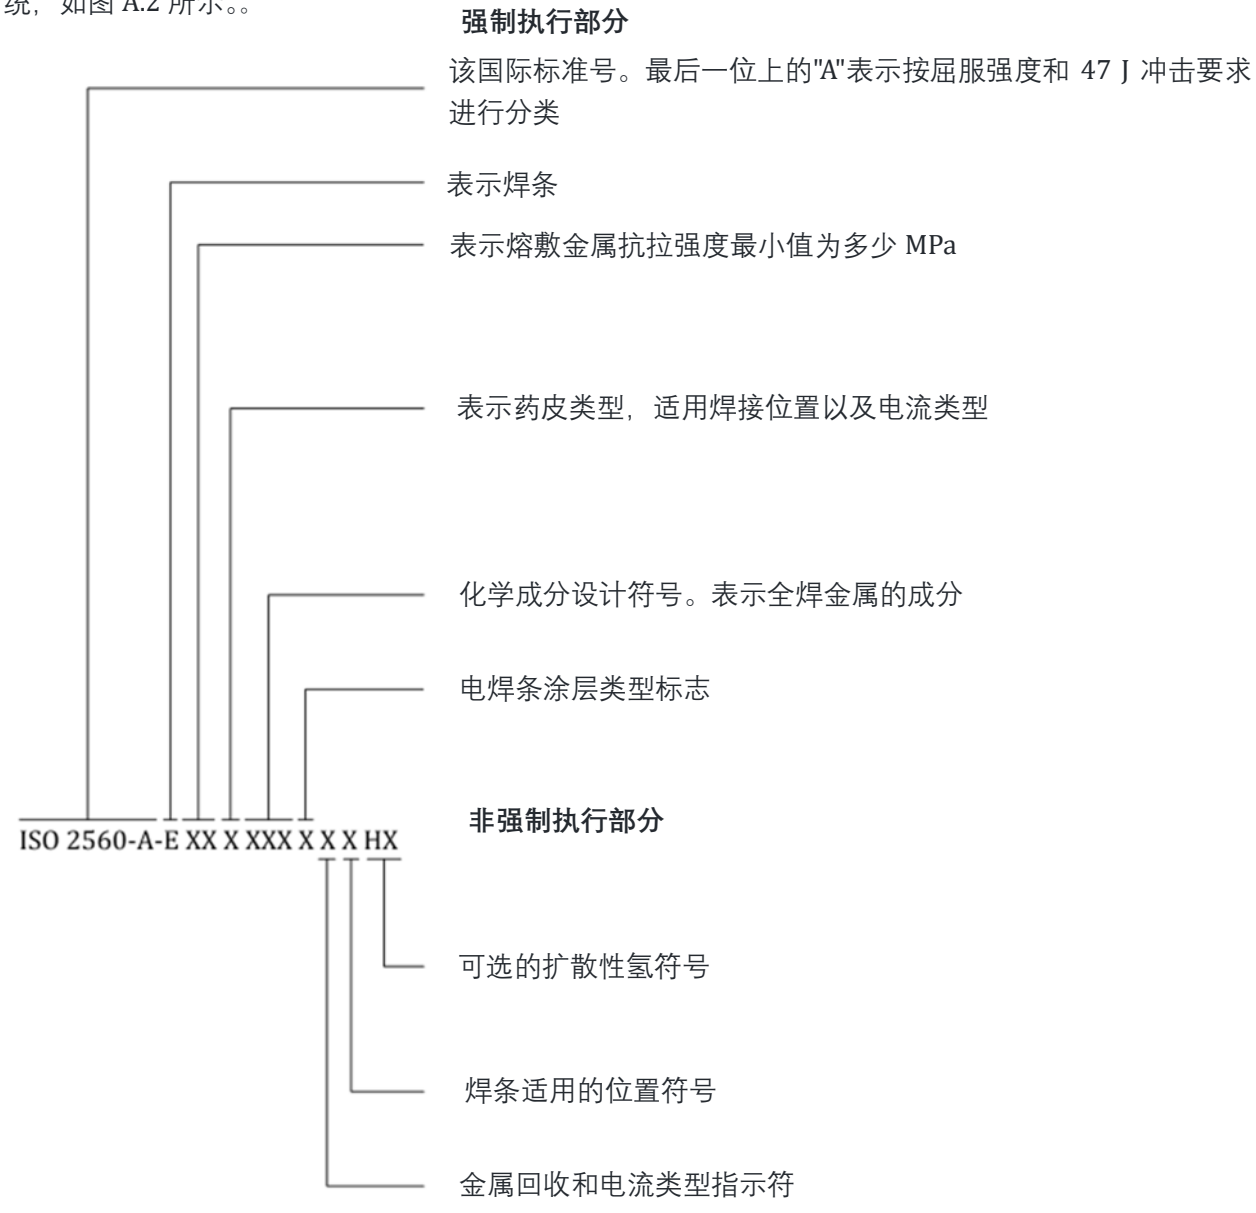 统，如图 A.2 所示。。
强制执行部分
该国际标准号。最后一位上的"A"表示按屈服强度和 47 J 冲击要求
进行分类
表示焊条
表示熔敷金属抗拉强度最小值为多少 MPa
表示药皮类型，适用焊接位置以及电流类型
化学成分设计符号。表示全焊金属的成分
电焊条涂层类型标志
非强制执行部分
ISO 2560-A-E XX X XXX X X X HX
可选的扩散性氢符号
焊条适用的位置符号
金属回收和电流类型指示符